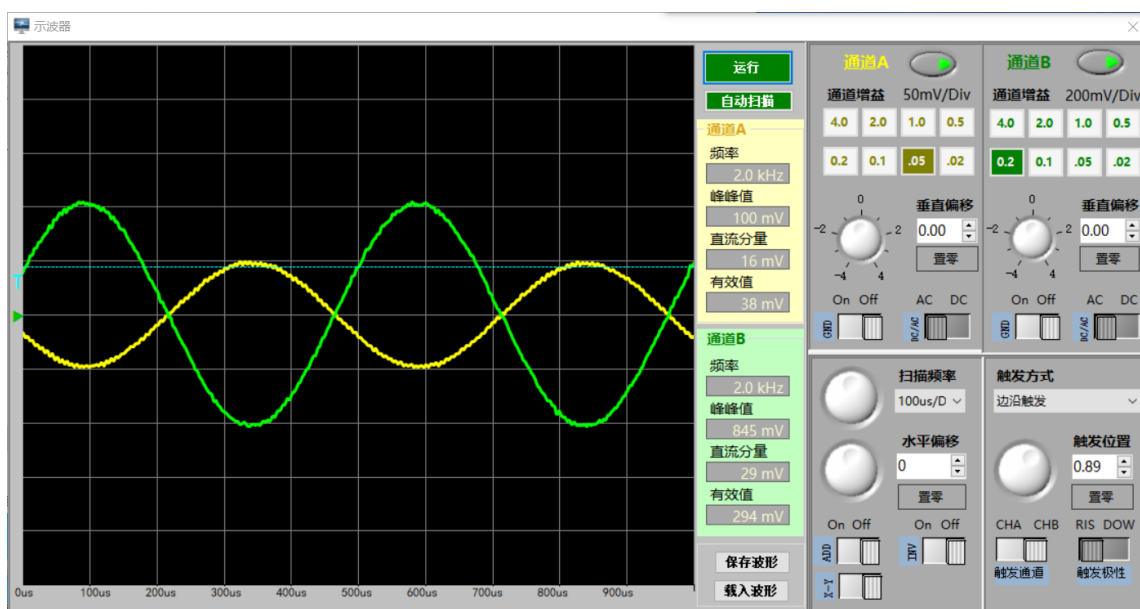 示波器
运行
自动扫描
通道A
频率
2.0 kHz
峰峰值
100 mV
直流分量
16 mV
有效值
38 mV
通道B
频率
2.0 kHz
峰峰值
845 mV
直流分量
29 mV
有效值
294 mV
保存波形
载入波形
T
0us 100us 200us 300us 400us 500us 600us 700us 800us 900us
通道A
通道增益 50mV/Div
4.0 2.0 1.0 0.5
0.2 0.1 .05 .02
0
-2 2
-4 4
垂直偏移
0.00
置零
On Off AC DC
GND DC/AC
通道B
通道增益 200mV/Div
4.0 2.0 1.0 0.5
0.2 0.1 .05 .02
0
-2 2
-4 4
垂直偏移
0.00
置零
On Off AC DC
GND DC/AC
扫描频率
100us/D
水平偏移
0
置零
On Off On Off
ADD INV
X-Y
触发方式
边沿触发
触发位置
0.89
置零
CHA CHB RIS DOW
触发通道 触发极性